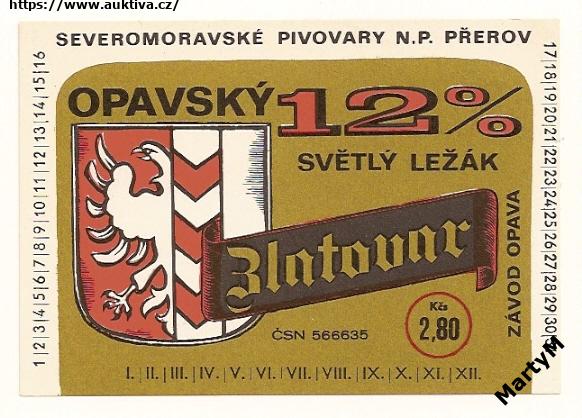 https://www.auktiva.cz/
SEVEROMORAVSKÉ PIVOVARY N.P. PŘEROV
OPAVSKÝ 12%
SVĚTLÝ LEŽÁK
Zlatovar
ZÁVOD OPAVA
Kčs
2,80
ČSN 566635
I.|II.|III.|IV.|V.|VI.|VII.|VIII.|IX.|X.|XI.|XII.
1|2|3|4|5|6|7|8|9|10|11|12|13|14|15|16
17|18|19|20|21|22|23|24|25|26|27|28|29|30
MartyM